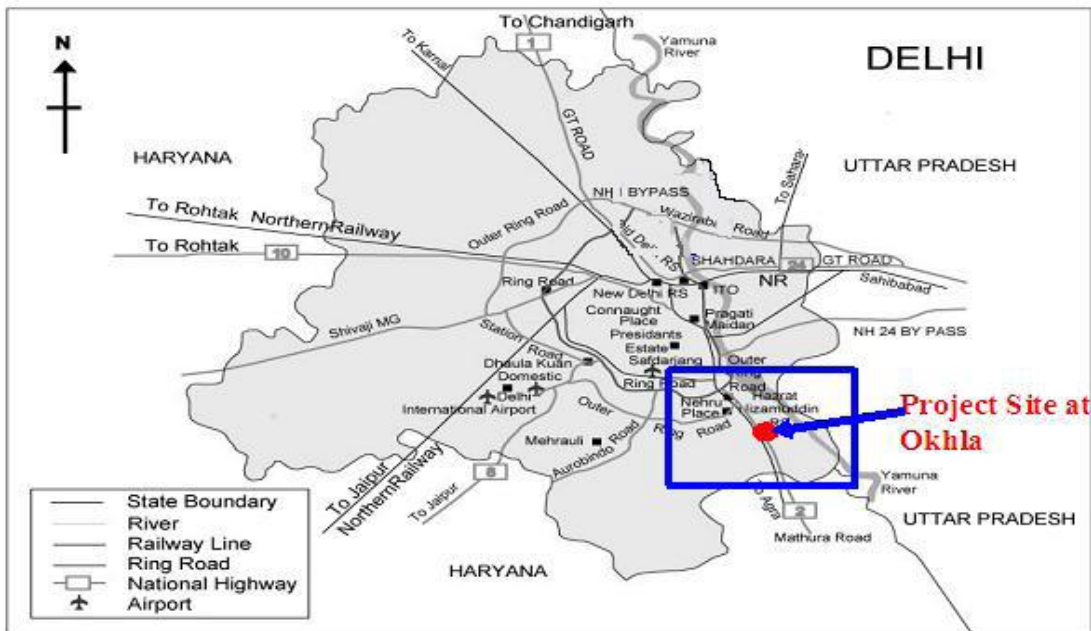 To Chandigarh
1
To Karnal
Yamuna
River
DELHI
N
GT ROAD
HARYANA
UTTAR PRADESH
NH I BYPASS
To Rohtak Northern Railway
Outer Ring Road
Wazirabi Road
To Sahara
To Rohtak
10
RS
SHAHDARA
24
GT ROAD
NR
Sahibabad
Ring Road
New Delhi RS
ITO
Connaught
Place
Pragati
Maidan
Shivaji MG
Station
Road
Presidants
Estate
NH 24 BY PASS
Safdarjang
Dhaula Kuan
Domestic
Delhi
International Airport
Ring Road
Outer
Ring
Road
Nehru
Place
Hazrat
Nizamuddin
Project Site at
Okhla
Outer
Ring Road
Mehrauli
Aurobindo Road
To Jaipur
Northern Railway
8
To Jaipur
To Agra
2
Mathura Road
Yamuna
River
UTTAR PRADESH
HARYANA
State Boundary
River
Railway Line
Ring Road
National Highway
Airport